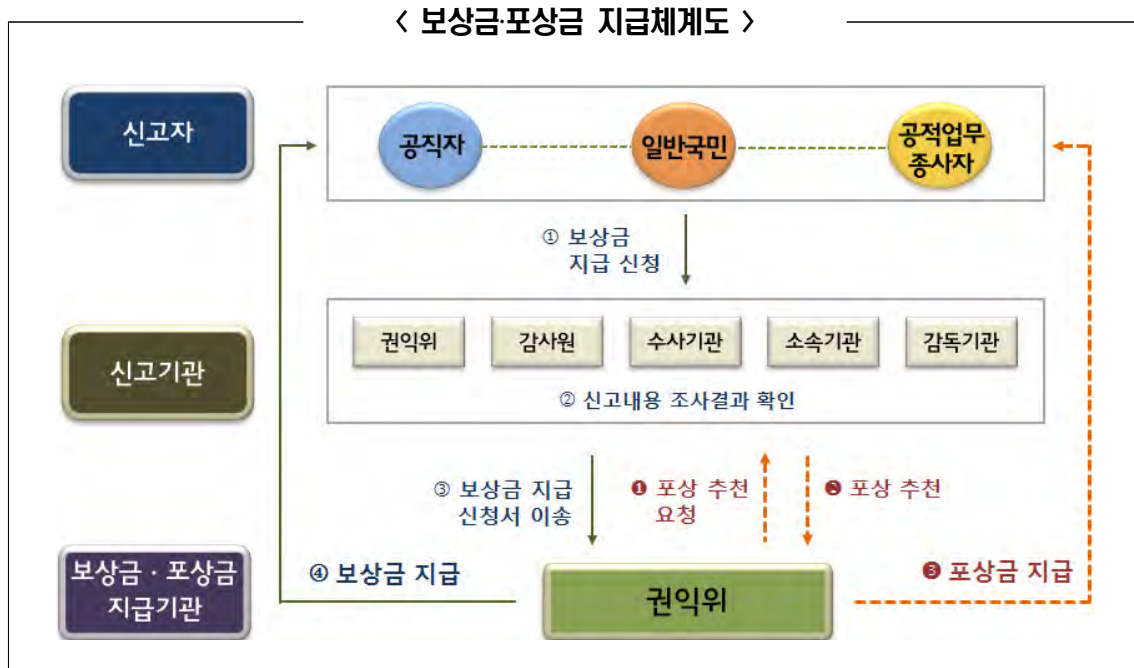 < 보상금·포상금 지급체계도 >
신고자
공직자
일반국민
공적업무
종사자
① 보상금
지급 신청
신고기관
권익위
감사원
수사기관
소속기관
감독기관
② 신고내용 조사결과 확인
③ 보상금 지급
신청서 이송
❶ 포상 추천
요청
❷ 포상 추천
보상금 · 포상금
지급기관
④ 보상금 지급
권익위
❸ 포상금 지급